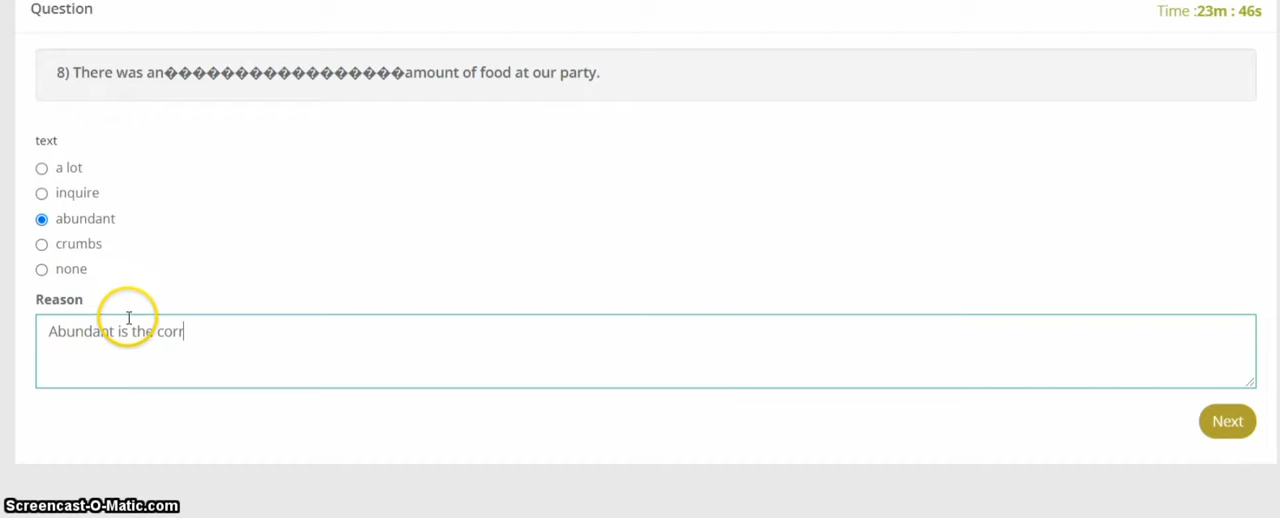 Question
Time :23m : 46s
8) There was an�����������������amount of food at our party.
text
a lot
inquire
abundant
crumbs
none
Reason
Abundant is the corr
Next
Screencast-O-Matic.com